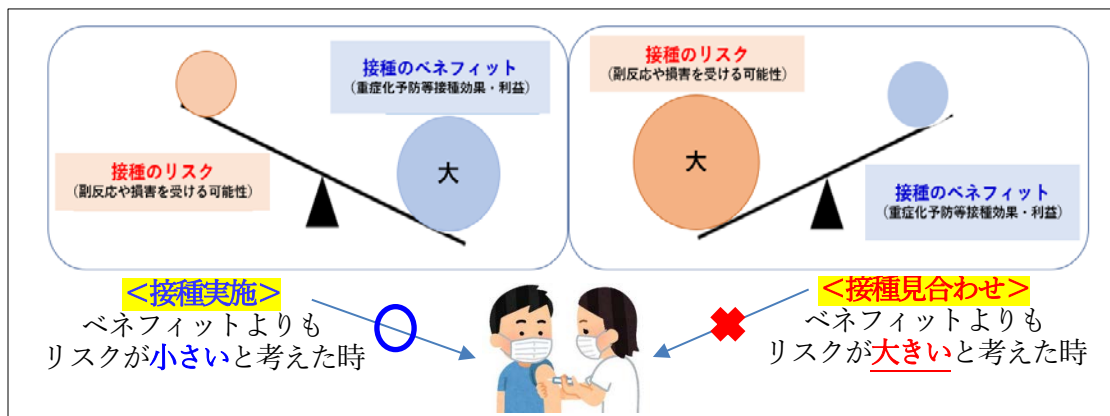 接種のベネフィット
(重症化予防等接種効果・利益)
大
接種のリスク
(副反応や損害を受ける可能性)
接種のリスク
(副反応や損害を受ける可能性)
大
接種のベネフィット
(重症化予防等接種効果・利益)
<接種実施>
ベネフィットよりも
リスクが小さいと考えた時
<接種見合わせ>
ベネフィットよりも
リスクが大きいと考えた時